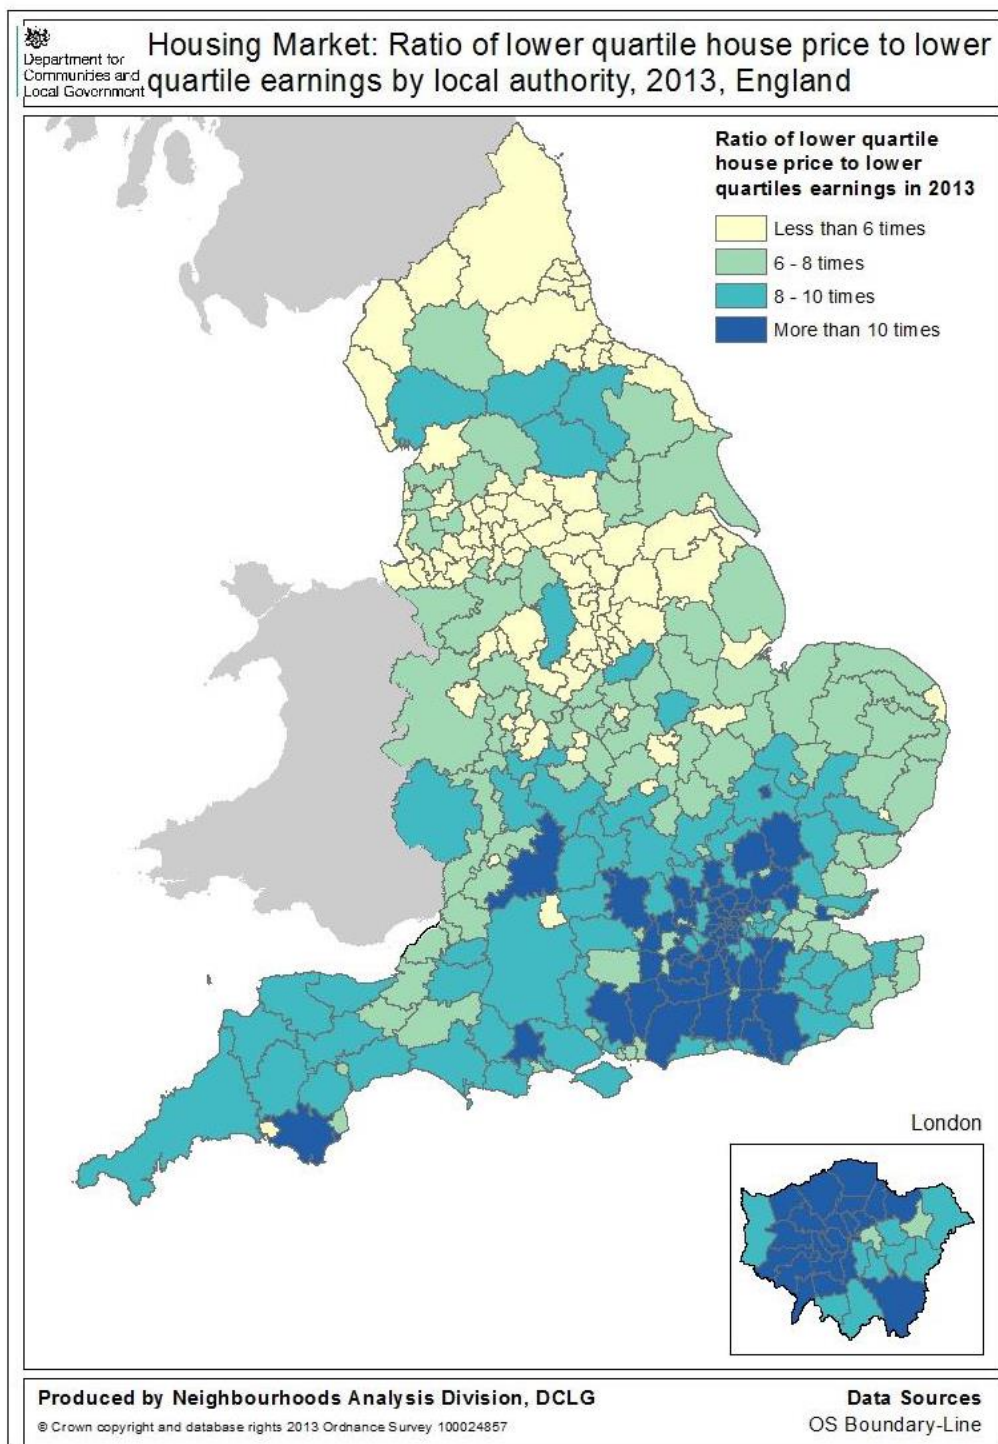 Department for
Communities and
Local Government
Housing Market: Ratio of lower quartile house price to lower
quartile earnings by local authority, 2013, England
Ratio of lower quartile
house price to lower
quartiles earnings in 2013
Less than 6 times
6 - 8 times
8 - 10 times
More than 10 times
London
Produced by Neighbourhoods Analysis Division, DCLG
© Crown copyright and database rights 2013 Ordnance Survey 100024857
Data Sources
OS Boundary-Line